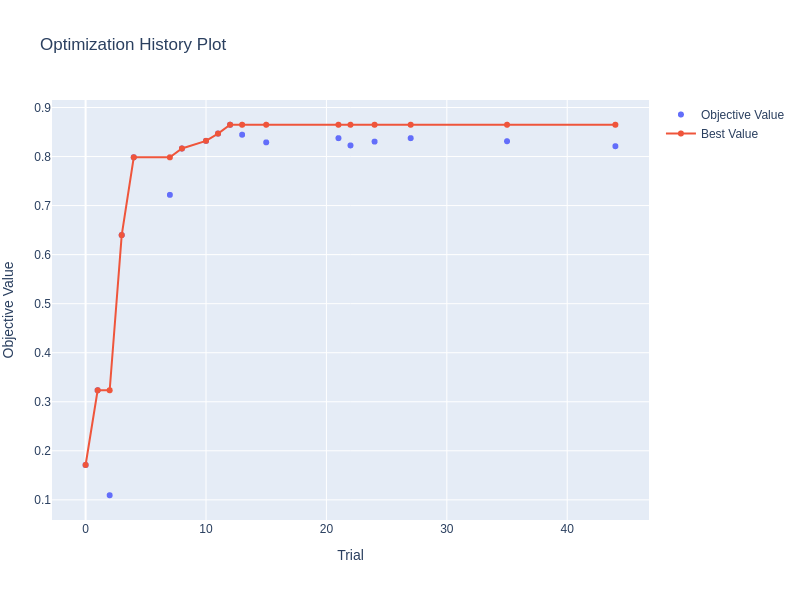 Optimization History Plot
Objective Value
Best Value
0.9
0.8
0.7
0.6
0.5
0.4
0.3
0.2
0.1
Objective Value
0
10
20
30
40
Trial